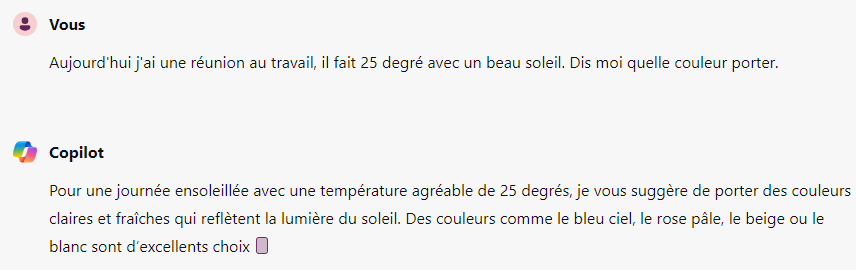 Vous
Aujourd'hui j'ai une réunion au travail, il fait 25 degré avec un beau soleil. Dis moi quelle couleur porter.
Copilot
Pour une journée ensoleillée avec une température agréable de 25 degrés, je vous suggère de porter des couleurs
claires et fraîches qui reflètent la lumière du soleil. Des couleurs comme le bleu ciel, le rose pâle, le beige ou le
blanc sont d’excellents choix